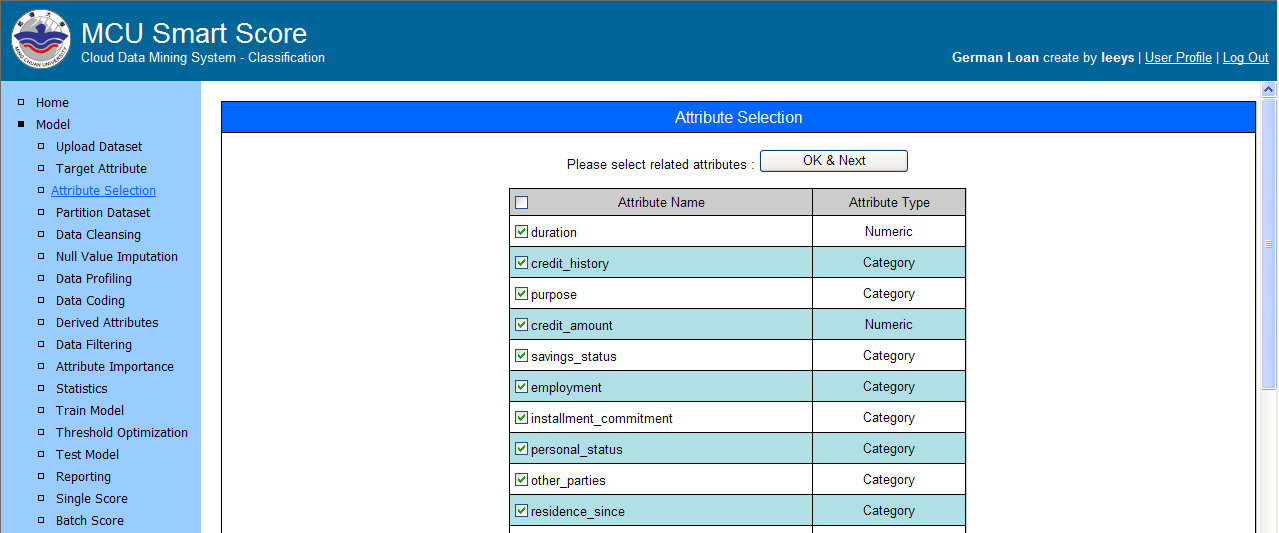 MCU Smart Score
Cloud Data Mining System - Classification
German Loan create by leeys | User Profile | Log Out
Home
Model
Upload Dataset
Target Attribute
Attribute Selection
Partition Dataset
Data Cleansing
Null Value Imputation
Data Profiling
Data Coding
Derived Attributes
Data Filtering
Attribute Importance
Statistics
Train Model
Threshold Optimization
Test Model
Reporting
Single Score
Batch Score
Attribute Selection
Please select related attributes : OK & Next
Attribute Name Attribute Type
duration Numeric
credit_history Category
purpose Category
credit_amount Numeric
savings_status Category
employment Category
installment_commitment Category
personal_status Category
other_parties Category
residence_since Category